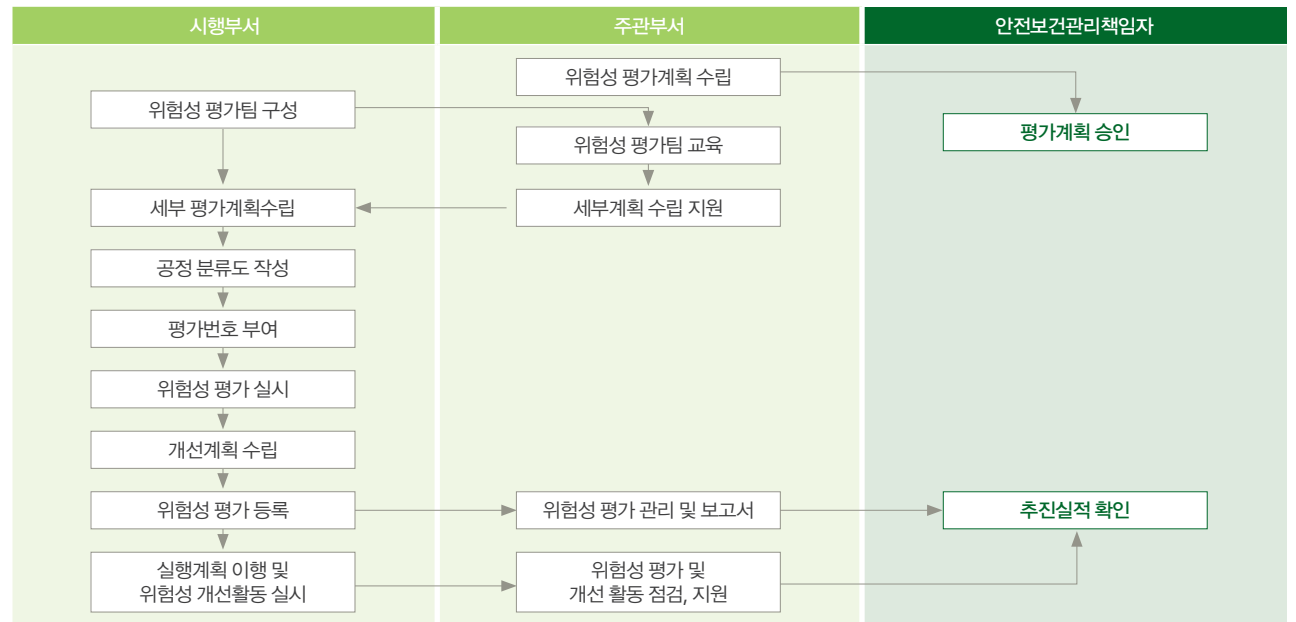 시행부서
주관부서
안전보건관리책임자
위험성 평가계획 수립
위험성 평가팀 구성
평가계획 승인
위험성 평가팀 교육
세부 평가계획수립
세부계획 수립 지원
공정 분류도 작성
평가번호 부여
위험성 평가 실시
개선계획 수립
위험성 평가 등록
위험성 평가 관리 및 보고서
추진실적 확인
실행계획 이행 및
위험성 개선활동 실시
위험성 평가 및
개선 활동 점검, 지원